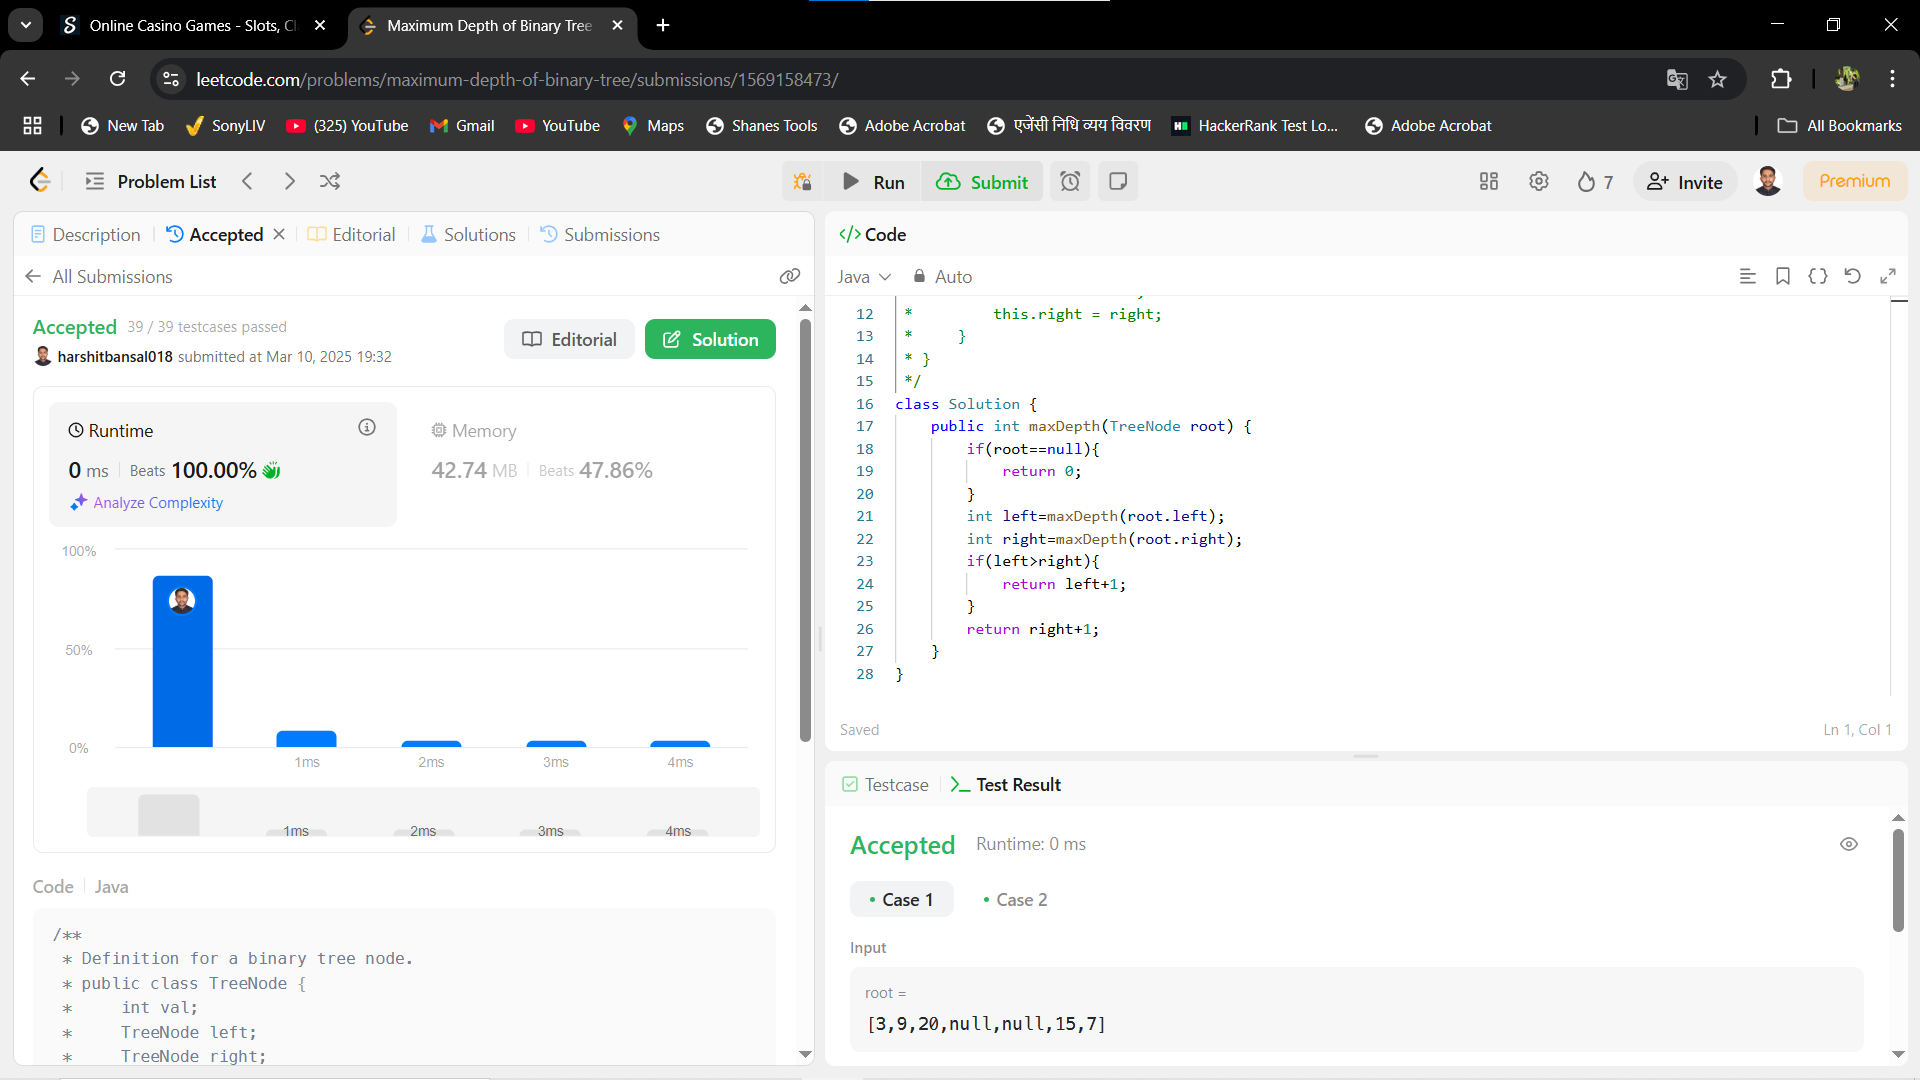 Online Casino Games - Slots, Cl
Maximum Depth of Binary Tree
leetcode.com/problems/maximum-depth-of-binary-tree/submissions/1569158473/
New Tab
SonyLIV
(325) YouTube
Gmail
YouTube
Maps
Shanes Tools
Adobe Acrobat
एजेंसी निधि व्यय विवरण
HackerRank Test Lo...
Adobe Acrobat
All Bookmarks
Problem List
Run
Submit
7
Invite
Premium
Description
Accepted
Editorial
Solutions
Submissions
All Submissions
Accepted 39 / 39 testcases passed
harshitbansal018 submitted at Mar 10, 2025 19:32
Editorial
Solution
Runtime
0 ms Beats 100.00%
Analyze Complexity
Memory
42.74 MB Beats 47.86%
100%
50%
0%
1ms 2ms 3ms 4ms
1ms 2ms 3ms 4ms
Code Java
/**
* Definition for a binary tree node.
* public class TreeNode {
*     int val;
*     TreeNode left;
*     TreeNode right;
</> Code
Java
Auto
12 *         this.right = right;
13 *     }
14 * }
15 */
16 class Solution {
17     public int maxDepth(TreeNode root) {
18         if(root==null){
19             return 0;
20         }
21         int left=maxDepth(root.left);
22         int right=maxDepth(root.right);
23         if(left>right){
24             return left+1;
25         }
26         return right+1;
27     }
28 }
Saved
Ln 1, Col 1
Testcase
Test Result
Accepted Runtime: 0 ms
• Case 1
• Case 2
Input
root =
[3,9,20,null,null,15,7]